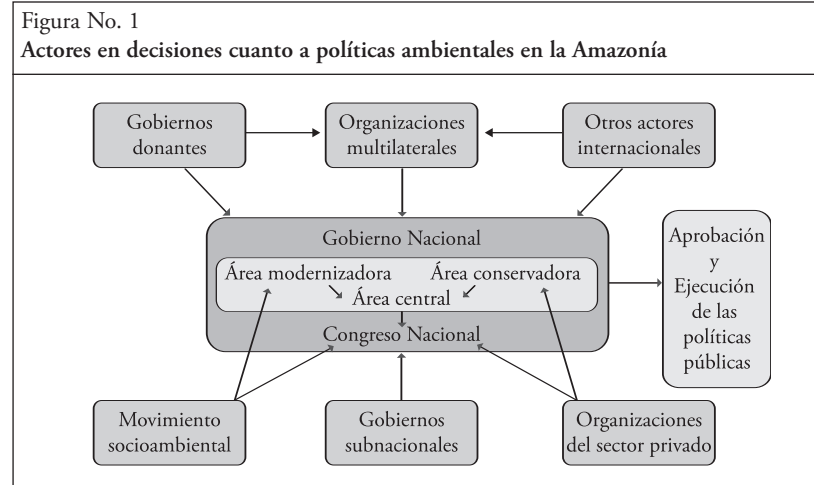 Figura No. 1
Actores en decisiones cuanto a políticas ambientales en la Amazonía
Gobiernos
donantes
Organizaciones
multilaterales
Otros actores
internacionales
Gobierno Nacional
Área modernizadora
Área conservadora
Área central
Congreso Nacional
Aprobación
y
Ejecución
de las
políticas
públicas
Movimiento
socioambiental
Gobiernos
subnacionales
Organizaciones
del sector privado